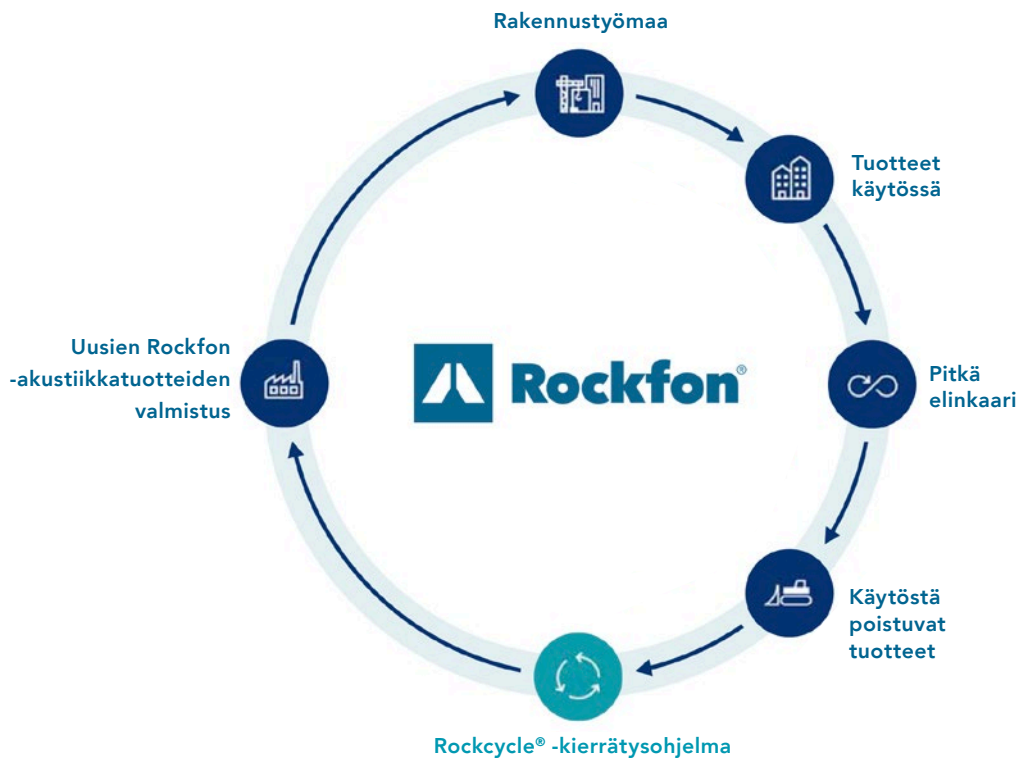 Rakennustyömaa
Tuotteet
käytössä
Pitkä
elinkaari
Käytöstä
poistuvat
tuotteet
Rockcycle® -kierrätysohjelma
Uusien Rockfon
-akustiikkatuotteiden
valmistus
Rockfon®